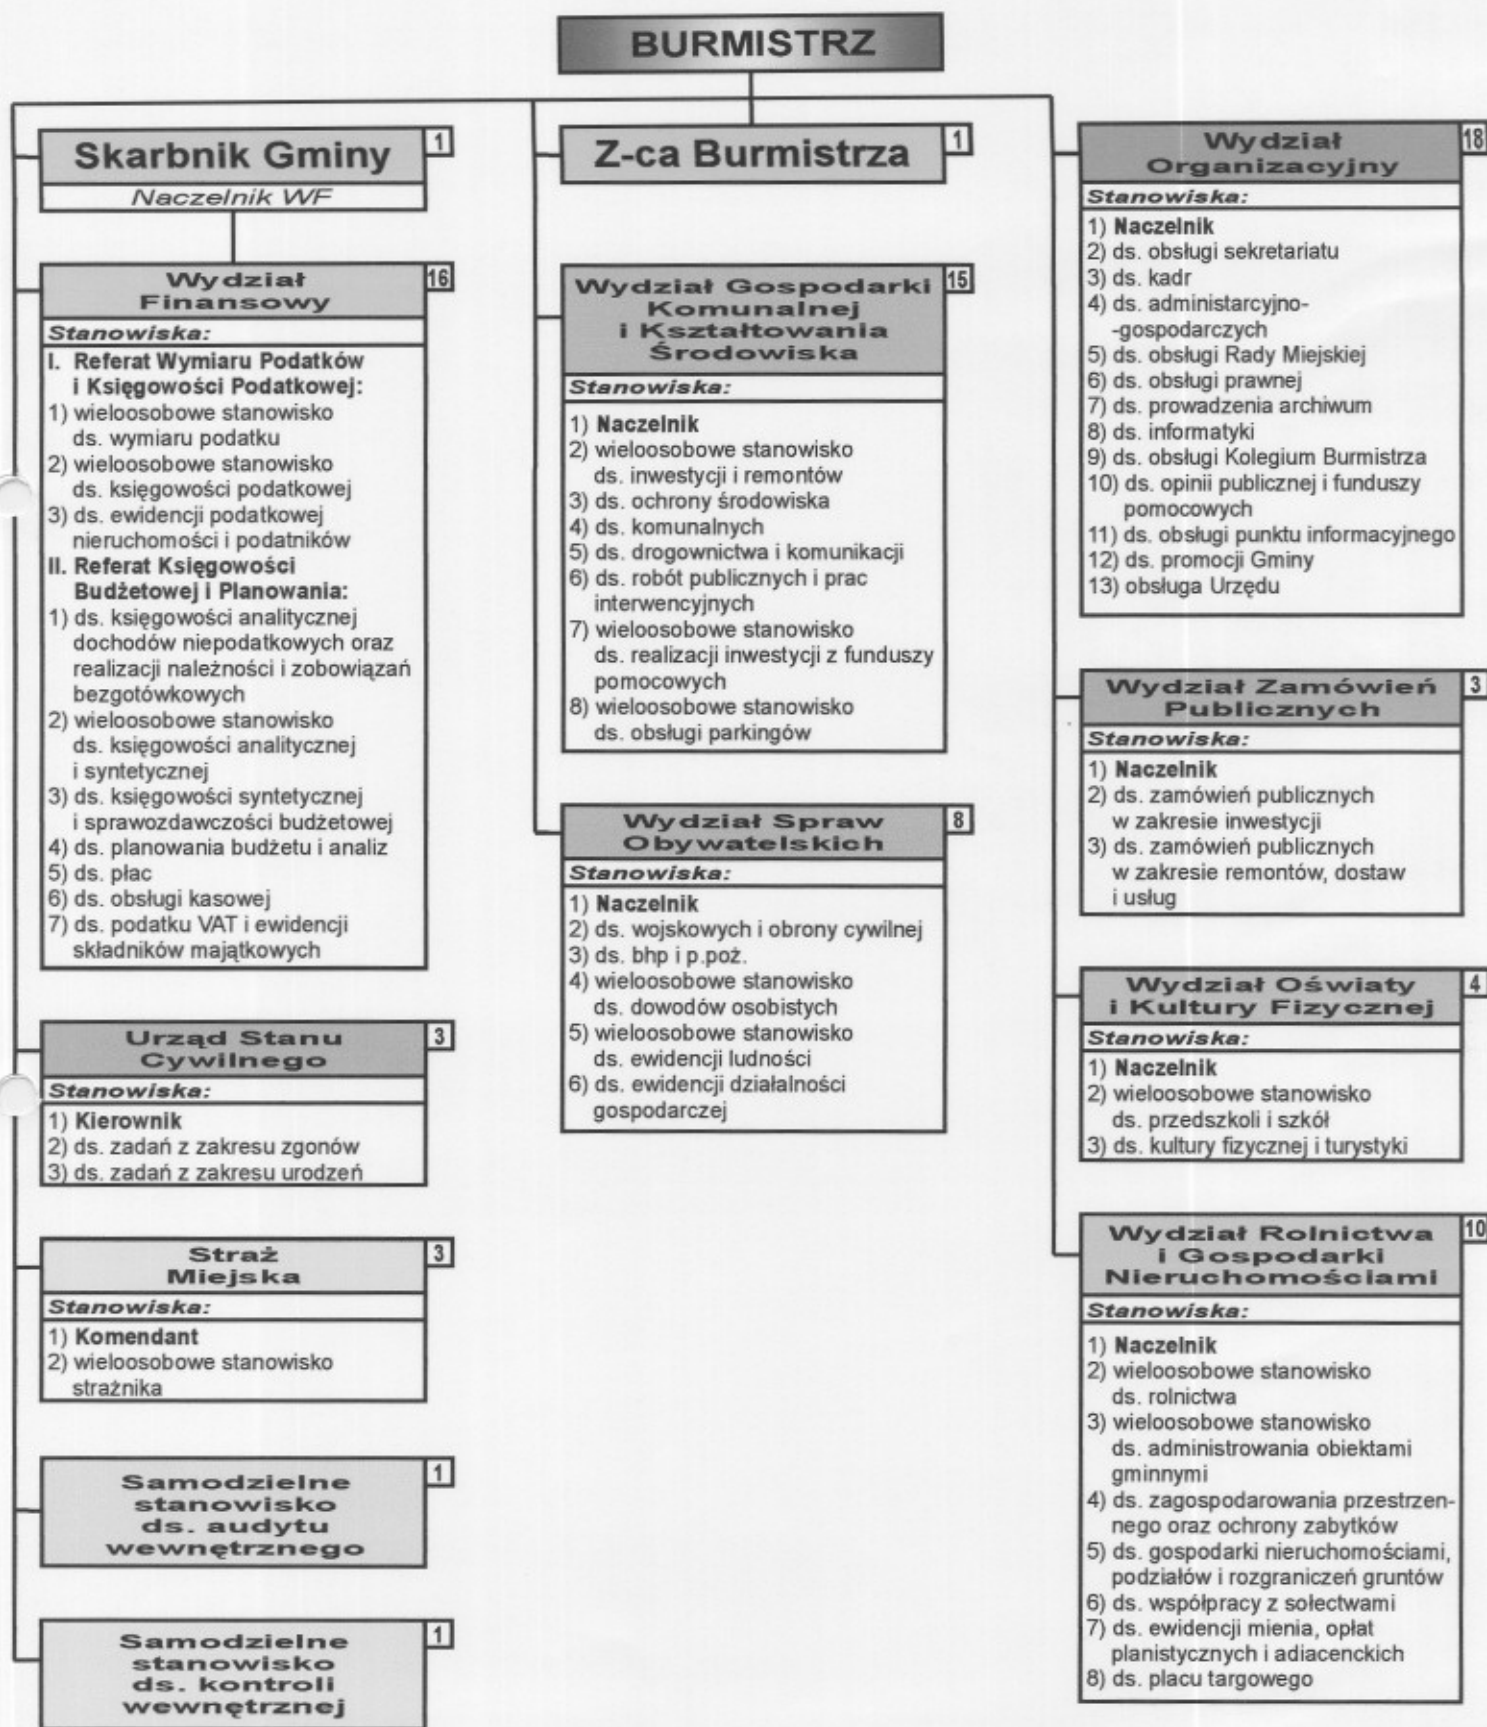 BURMISTRZ
Skarbnik Gminy
1
Naczelnik WF
Wydział
Finansowy
16
Stanowiska:
I. Referat Wymiaru Podatków
i Księgowości Podatkowej:
1) wieloosobowe stanowisko
ds. wymiaru podatku
2) wieloosobowe stanowisko
ds. księgowości podatkowej
3) ds. ewidencji podatkowej
nieruchomości i podatników
II. Referat Księgowości
Budżetowej i Planowania:
1) ds. księgowości analitycznej
dochodów niepodatkowych oraz
realizacji należności i zobowiązań
bezgotówkowych
2) wieloosobowe stanowisko
ds. księgowości analitycznej
i syntetycznej
3) ds. księgowości syntetycznej
i sprawozdawczości budżetowej
4) ds. planowania budżetu i analiz
5) ds. płac
6) ds. obsługi kasowej
7) ds. podatku VAT i ewidencji
składników majątkowych
Urząd Stanu
Cywilnego
3
Stanowiska:
1) Kierownik
2) ds. zadań z zakresu zgonów
3) ds. zadań z zakresu urodzeń
Straż
Miejska
3
Stanowiska:
1) Komendant
2) wieloosobowe stanowisko
strażnika
Samodzielne
stanowisko
ds. audytu
wewnętrznego
1
Samodzielne
stanowisko
ds. kontroli
wewnętrznej
1
Z-ca Burmistrza
1
Wydział Gospodarki
Komunalnej
i Kształtowania
Środowiska
15
Stanowiska:
1) Naczelnik
2) wieloosobowe stanowisko
ds. inwestycji i remontów
3) ds. ochrony środowiska
4) ds. komunalnych
5) ds. drogownictwa i komunikacji
6) ds. robót publicznych i prac
interwencyjnych
7) wieloosobowe stanowisko
ds. realizacji inwestycji z funduszy
pomocowych
8) wieloosobowe stanowisko
ds. obsługi parkingów
Wydział Spraw
Obywatelskich
8
Stanowiska:
1) Naczelnik
2) ds. wojskowych i obrony cywilnej
3) ds. bhp i p.poż.
4) wieloosobowe stanowisko
ds. dowodów osobistych
5) wieloosobowe stanowisko
ds. ewidencji ludności
6) ds. ewidencji działalności
gospodarczej
Wydział
Organizacyjny
18
Stanowiska:
1) Naczelnik
2) ds. obsługi sekretariatu
3) ds. kadr
4) ds. administarcyjno-
-gospodarczych
5) ds. obsługi Rady Miejskiej
6) ds. obsługi prawnej
7) ds. prowadzenia archiwum
8) ds. informatyki
9) ds. obsługi Kolegium Burmistrza
10) ds. opinii publicznej i funduszy
pomocowych
11) ds. obsługi punktu informacyjnego
12) ds. promocji Gminy
13) obsługa Urzędu
Wydział Zamówień
Publicznych
3
Stanowiska:
1) Naczelnik
2) ds. zamówień publicznych
w zakresie inwestycji
3) ds. zamówień publicznych
w zakresie remontów, dostaw
i usług
Wydział Oświaty
i Kultury Fizycznej
4
Stanowiska:
1) Naczelnik
2) wieloosobowe stanowisko
ds. przedszkoli i szkół
3) ds. kultury fizycznej i turystyki
Wydział Rolnictwa
i Gospodarki
Nieruchomościami
10
Stanowiska:
1) Naczelnik
2) wieloosobowe stanowisko
ds. rolnictwa
3) wieloosobowe stanowisko
ds. administrowania obiektami
gminnymi
4) ds. zagospodarowania przestrzen-
nego oraz ochrony zabytków
5) ds. gospodarki nieruchomościami,
podziałów i rozgraniczeń gruntów
6) ds. współpracy z sołectwami
7) ds. ewidencji mienia, opłat
planistycznych i adiacenckich
8) ds. placu targowego